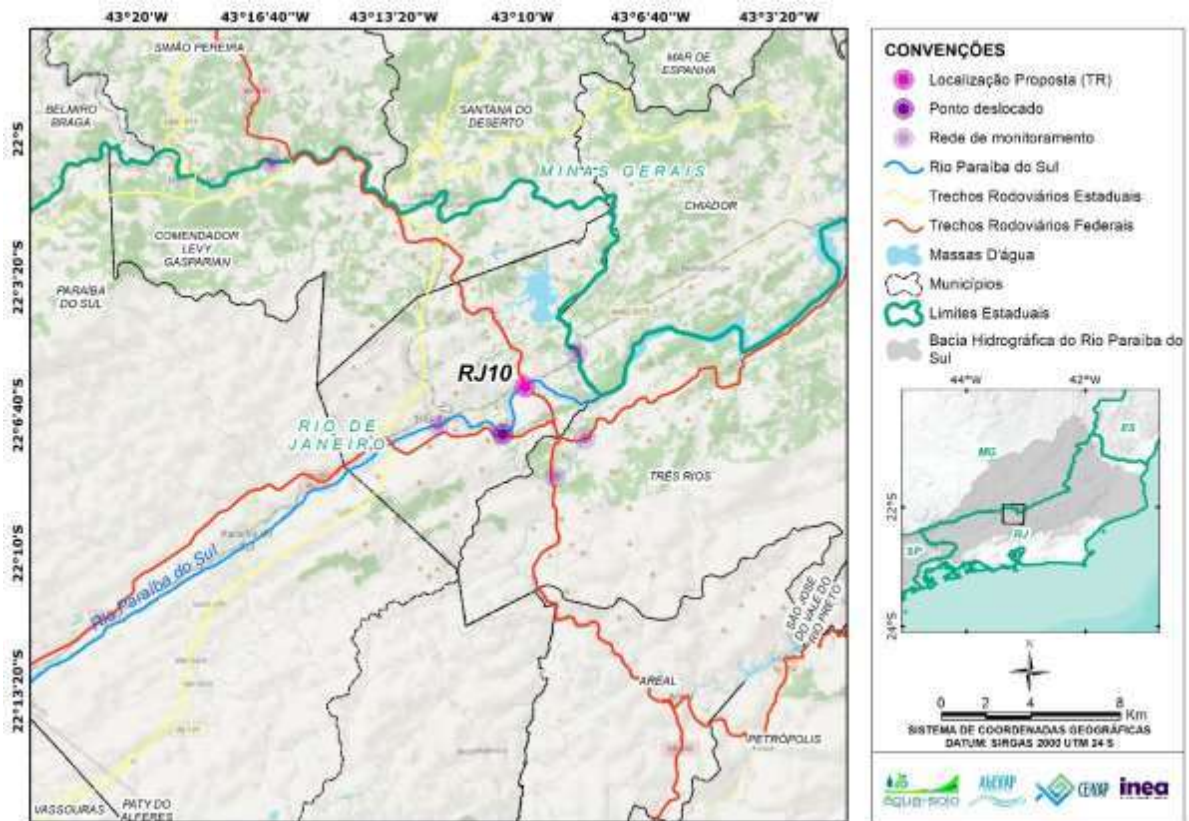 43°20'W 43°16'40"W 43°13'20"W 43°10'W 43°6'40"W 43°3'20"W
22°S
22°3'20"S
22°6'40"S
22°10'S
22°13'20"S
SIMÃO PEREIRA
MAR DE
ESPANHA
BELMIRO
BRAGA
SANTANA DO
DESERTO
MINAS GERAIS
CHIADOR
COMENDADOR
LEVY
GASPARIAN
PARAÍBA
DO SUL
RJ10
RIO DE
JANEIRO
TRÊS RIOS
Rio Paraíba do Sul
SÃO JOSÉ
DO VALE DO
RIO PRETO
AREAL
PETRÓPOLIS
VASSOURAS
PATY DO
ALFERES
CONVENÇÕES
Localização Proposta (TR)
Ponto deslocado
Rede de monitoramento
Rio Paraíba do Sul
Trechos Rodoviários Estaduais
Trechos Rodoviários Federais
Massas D'água
Municípios
Limites Estaduais
Bacia Hidrográfica do Rio Paraíba do
Sul
44°W 42°W
22°S
24°S
MG
ES
SP
RJ
N
0 2 4 8
Km
SISTEMA DE COORDENADAS GEOGRÁFICAS
DATUM: SIRGAS 2000 UTM 24 S
água-solo
AGEVAP
CEIVAP
inea